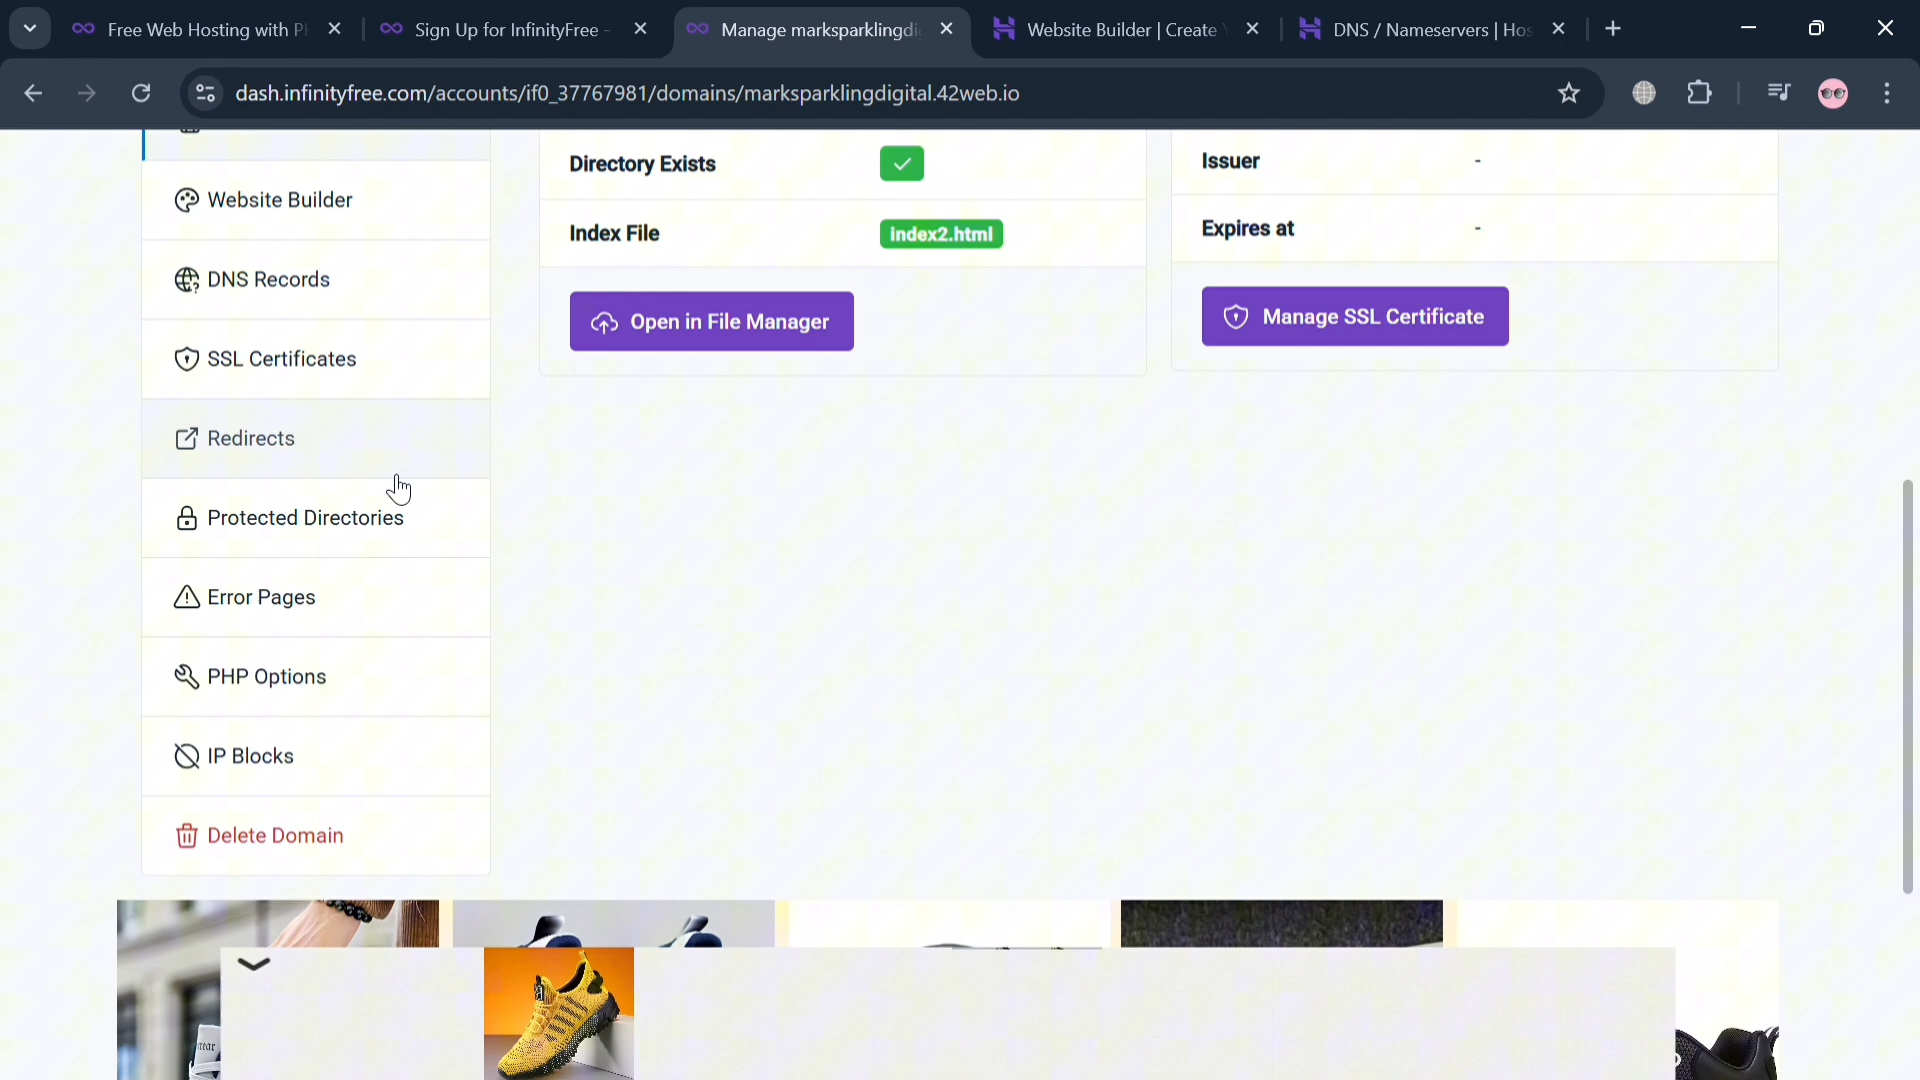 Free Web Hosting with P
Sign Up for InfinityFree -
Manage marksparklingdi
Website Builder | Create
DNS / Nameservers | Hos
dash.infinityfree.com/accounts/if0_37767981/domains/marksparklingdigital.42web.io
Website Builder
DNS Records
SSL Certificates
Redirects
Protected Directories
Error Pages
PHP Options
IP Blocks
Delete Domain
Directory Exists
Index File index2.html
Open in File Manager
Issuer -
Expires at -
Manage SSL Certificate